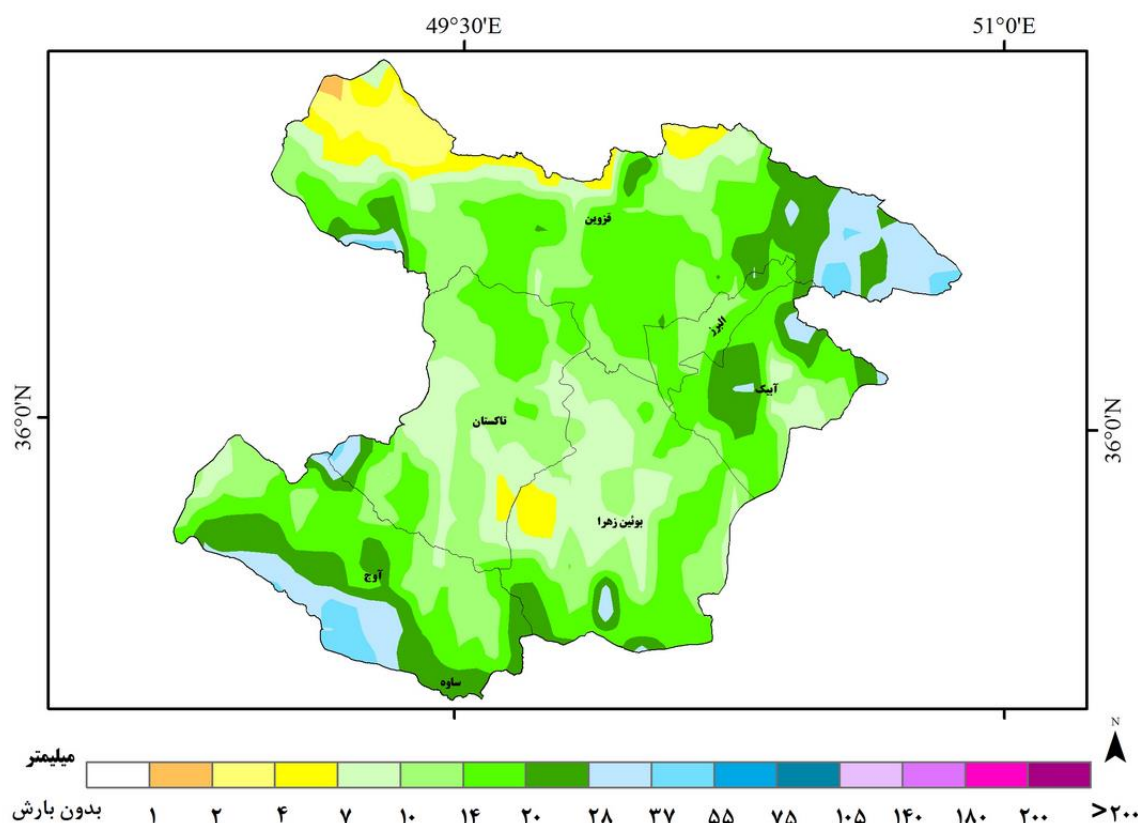 49°30'E 51°0'E
قزوین
البرز
آبیک
36°0'N 36°0'N
تاکستان
بوئین زهرا
آوج
ساوه
N
میلیمتر
بدون بارش ۱ ۲ ۴ ۷ ۱۰ ۱۴ ۲۰ ۲۸ ۳۷ ۵۵ ۷۵ ۱۰۵ ۱۴۰ ۱۸۰ ۲۰۰ >۲۰۰